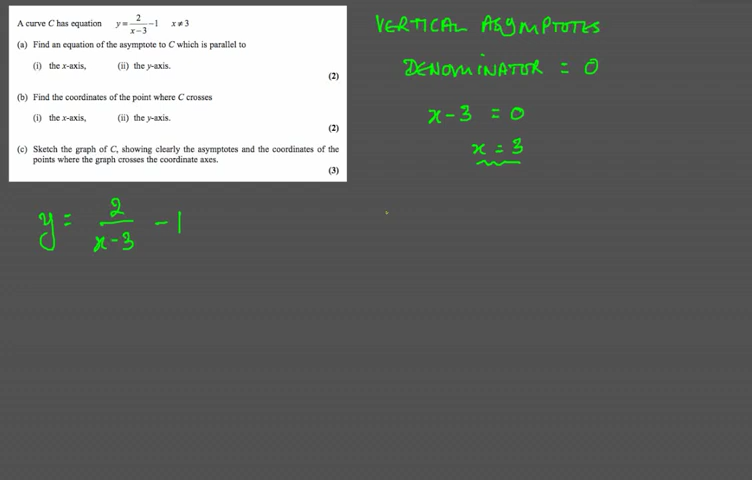 A curve C has equation y = 2/(x−3) −1 x ≠ 3
(a) Find an equation of the asymptote to C which is parallel to
(i) the x-axis, (ii) the y-axis.
(2)
(b) Find the coordinates of the point where C crosses
(i) the x-axis, (ii) the y-axis.
(2)
(c) Sketch the graph of C, showing clearly the asymptotes and the coordinates of the
points where the graph crosses the coordinate axes.
(3)
y = 2/(x-3) -1
VERTICAL ASYMPTOTES
DENOMINATOR = 0
x-3 = 0
x = 3